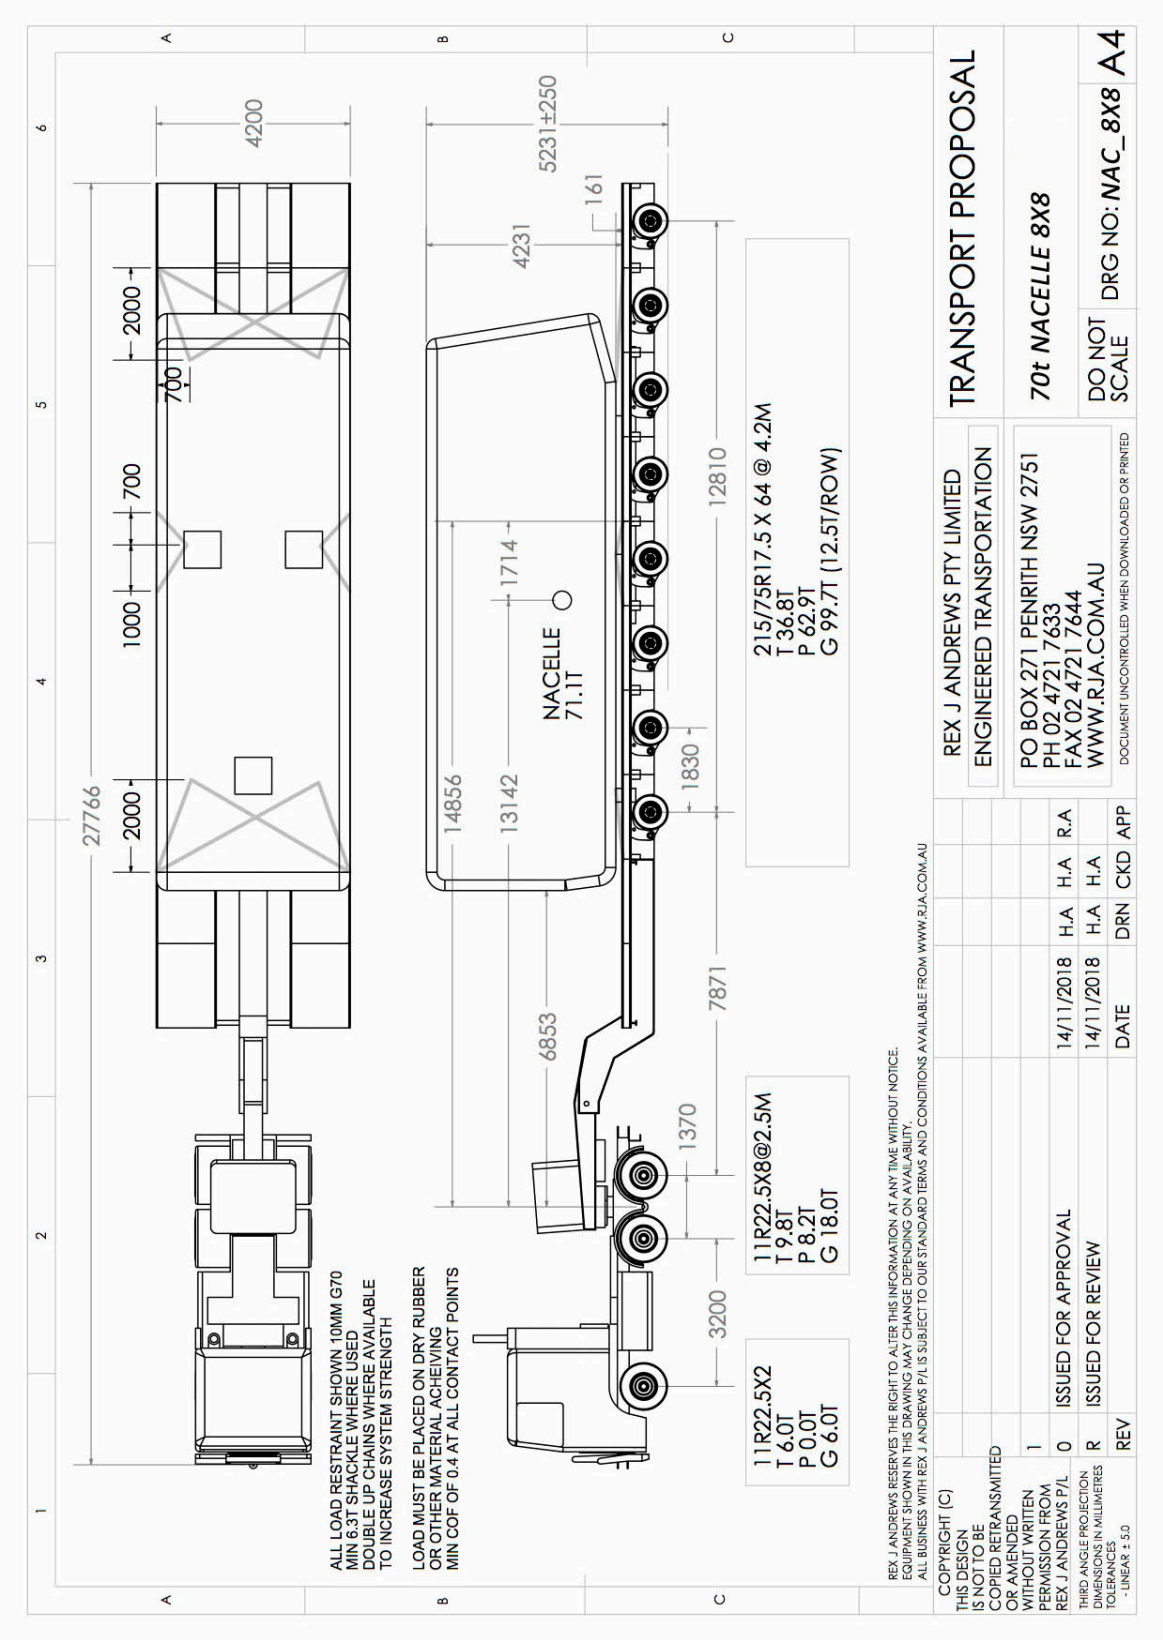 1
2
3
4
5
6
A
B
C
A
B
C
27766
2000
1000
700
700
2000
4200
14856
13142
1714
6853
NACELLE
71.1T
4231
161
5231±250
3200
1370
7871
1830
12810
ALL LOAD RESTRAINT SHOWN 10MM G70
MIN 6.3T SHACKLE WHERE USED
DOUBLE UP CHAINS WHERE AVAILABLE
TO INCREASE SYSTEM STRENGTH
LOAD MUST BE PLACED ON DRY RUBBER
OR OTHER MATERIAL ACHEIVING
MIN COF OF 0.4 AT ALL CONTACT POINTS
11R22.5X2
T 6.0T
P 0.0T
G 6.0T
11R22.5X8@2.5M
T 9.8T
P 8.2T
G 18.0T
215/75R17.5 X 64 @ 4.2M
T 36.8T
P 62.9T
G 99.7T (12.5T/ROW)
REX J ANDREWS RESERVES THE RIGHT TO ALTER THIS INFORMATION AT ANY TIME WITHOUT NOTICE.
EQUIPMENT SHOWN IN THIS DRAWING MAY CHANGE DEPENDING ON AVAILABILITY.
ALL BUSINESS WITH REX J ANDREWS P/L IS SUBJECT TO OUR STANDARD TERMS AND CONDITIONS AVAILABLE FROM WWW.RJA.COM.AU
COPYRIGHT (C)
THIS DESIGN
IS NOT TO BE
COPIED RETRANSMITTED
OR AMENDED
WITHOUT WRITTEN
PERMISSION FROM
REX J ANDREWS P/L
THIRD ANGLE PROJECTION
DIMENSIONS IN MILLIMETRES
TOLERANCES
- LINEAR ± 5.0
1
0 ISSUED FOR APPROVAL 14/11/2018 H.A H.A R.A
R ISSUED FOR REVIEW 14/11/2018 H.A H.A
REV DATE DRN CKD APP
REX J ANDREWS PTY LIMITED
ENGINEERED TRANSPORTATION
PO BOX 271 PENRITH NSW 2751
PH 02 4721 7633
FAX 02 4721 7644
WWW.RJA.COM.AU
DOCUMENT UNCONTROLLED WHEN DOWNLOADED OR PRINTED
TRANSPORT PROPOSAL
70t NACELLE 8X8
DO NOT
SCALE
DRG NO: NAC_8X8 A4